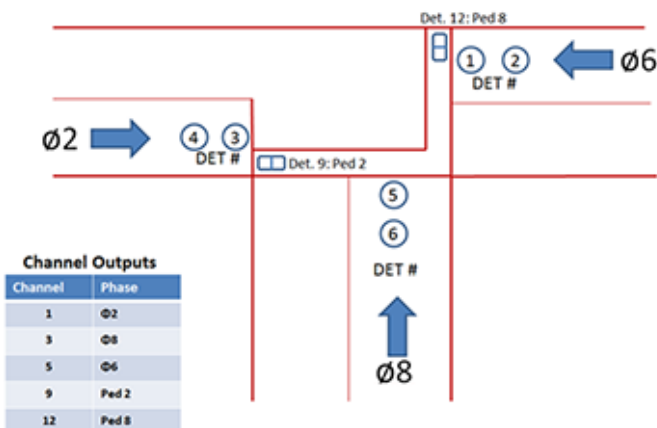 Det. 12: Ped 8
1 2
DET #
Ø6
Ø2
4 3
DET #
Det. 9: Ped 2
5
6
DET #
Ø8
Channel Outputs
Channel Phase
1 Φ2
3 Φ8
5 Φ6
9 Ped 2
12 Ped 8